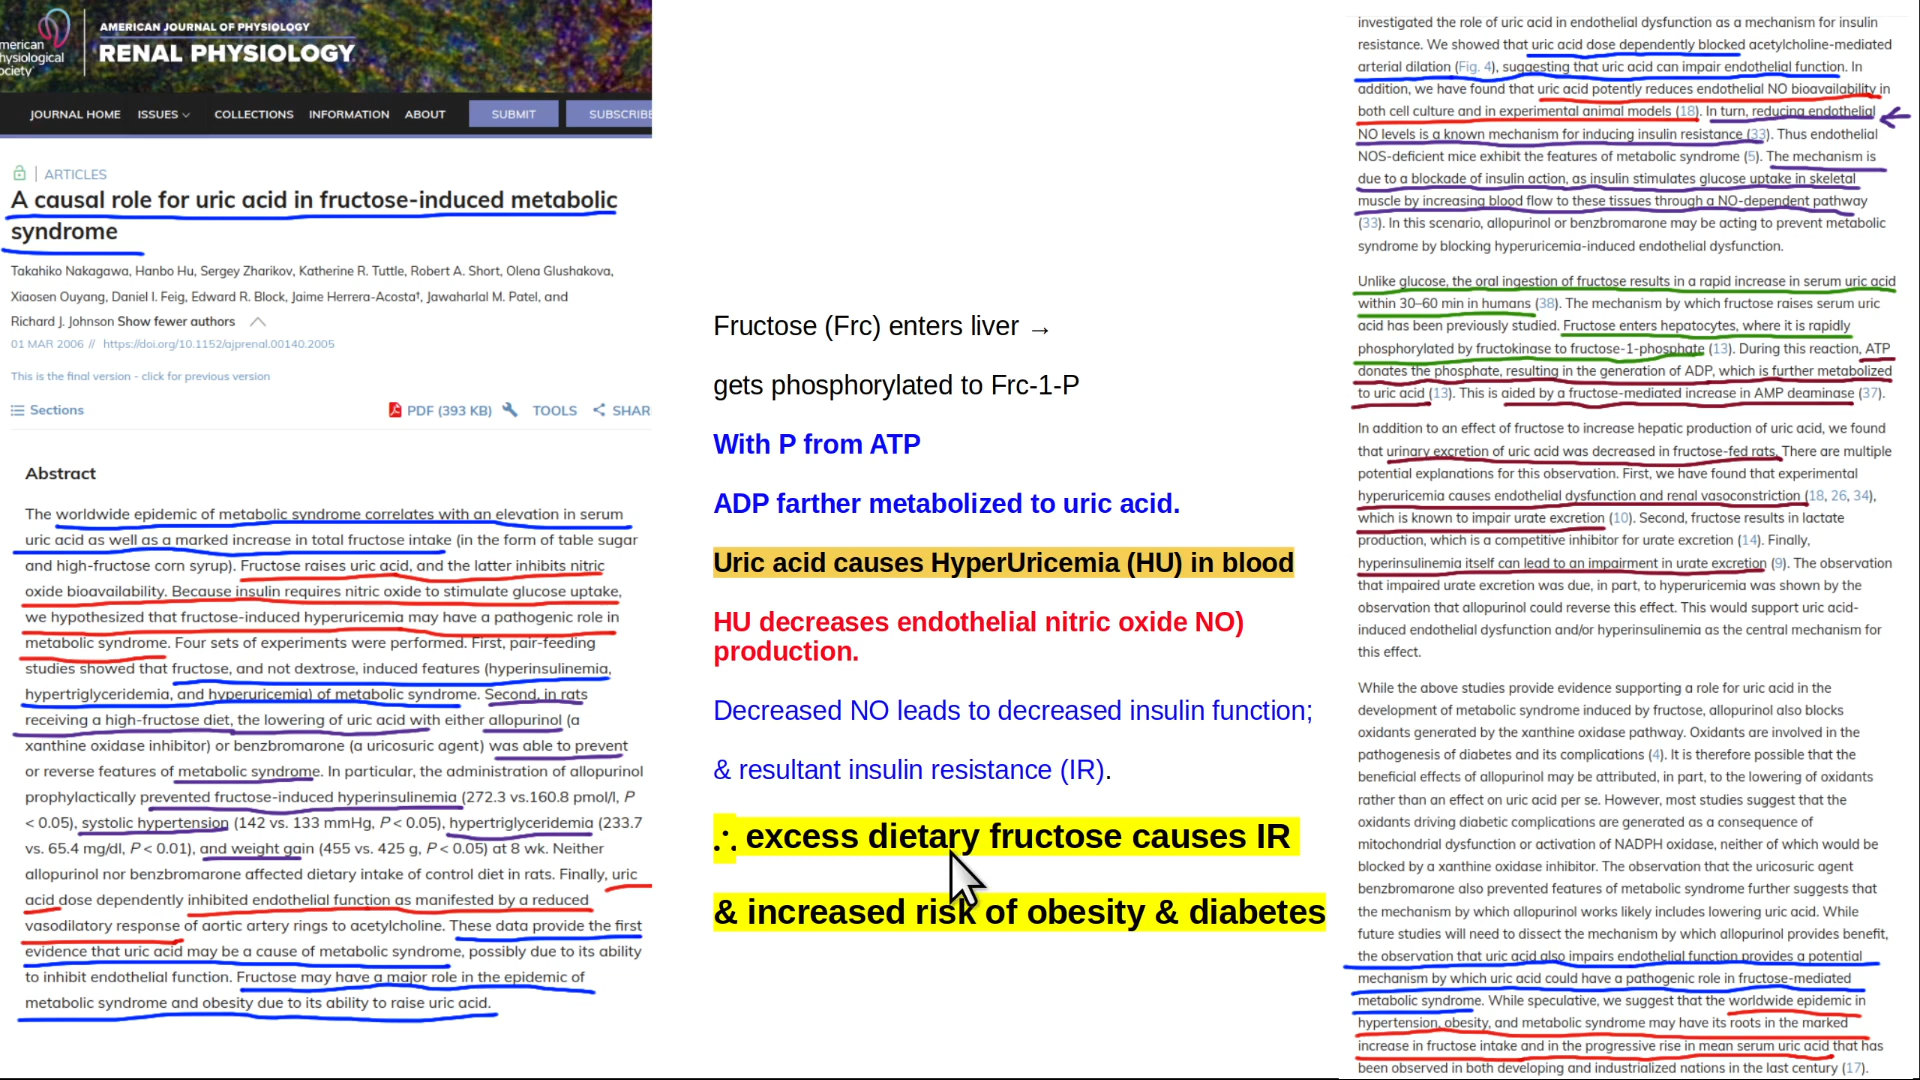 American
Physiological
Society
AMERICAN JOURNAL OF PHYSIOLOGY
RENAL PHYSIOLOGY
JOURNAL HOME ISSUES COLLECTIONS INFORMATION ABOUT SUBMIT SUBSCRIBE
ARTICLES
A causal role for uric acid in fructose-induced metabolic
syndrome
Takahiko Nakagawa, Hanbo Hu, Sergey Zharikov, Katherine R. Tuttle, Robert A. Short, Olena Glushakova,
Xiaosen Ouyang, Daniel I. Feig, Edward R. Block, Jaime Herrera-Acosta†, Jawaharlal M. Patel, and
Richard J. Johnson Show fewer authors
01 MAR 2006 // https://doi.org/10.1152/ajprenal.00140.2005
This is the final version - click for previous version
Sections PDF (393 KB) TOOLS SHAR
Abstract
The worldwide epidemic of metabolic syndrome correlates with an elevation in serum
uric acid as well as a marked increase in total fructose intake (in the form of table sugar
and high-fructose corn syrup). Fructose raises uric acid, and the latter inhibits nitric
oxide bioavailability. Because insulin requires nitric oxide to stimulate glucose uptake,
we hypothesized that fructose-induced hyperuricemia may have a pathogenic role in
metabolic syndrome. Four sets of experiments were performed. First, pair-feeding
studies showed that fructose, and not dextrose, induced features (hyperinsulinemia,
hypertriglyceridemia, and hyperuricemia) of metabolic syndrome. Second, in rats
receiving a high-fructose diet, the lowering of uric acid with either allopurinol (a
xanthine oxidase inhibitor) or benzbromarone (a uricosuric agent) was able to prevent
or reverse features of metabolic syndrome. In particular, the administration of allopurinol
prophylactically prevented fructose-induced hyperinsulinemia (272.3 vs.160.8 pmol/l, P
< 0.05), systolic hypertension (142 vs. 133 mmHg, P < 0.05), hypertriglyceridemia (233.7
vs. 65.4 mg/dl, P < 0.01), and weight gain (455 vs. 425 g, P < 0.05) at 8 wk. Neither
allopurinol nor benzbromarone affected dietary intake of control diet in rats. Finally, uric
acid dose dependently inhibited endothelial function as manifested by a reduced
vasodilatory response of aortic artery rings to acetylcholine. These data provide the first
evidence that uric acid may be a cause of metabolic syndrome, possibly due to its ability
to inhibit endothelial function. Fructose may have a major role in the epidemic of
metabolic syndrome and obesity due to its ability to raise uric acid.
Fructose (Frc) enters liver →
gets phosphorylated to Frc-1-P
With P from ATP
ADP farther metabolized to uric acid.
Uric acid causes HyperUricemia (HU) in blood
HU decreases endothelial nitric oxide NO)
production.
Decreased NO leads to decreased insulin function;
& resultant insulin resistance (IR).
∴ excess dietary fructose causes IR
& increased risk of obesity & diabetes
investigated the role of uric acid in endothelial dysfunction as a mechanism for insulin
resistance. We showed that uric acid dose dependently blocked acetylcholine-mediated
arterial dilation (Fig. 4), suggesting that uric acid can impair endothelial function. In
addition, we have found that uric acid potently reduces endothelial NO bioavailability in
both cell culture and in experimental animal models (18). In turn, reducing endothelial
NO levels is a known mechanism for inducing insulin resistance (33). Thus endothelial
NOS-deficient mice exhibit the features of metabolic syndrome (5). The mechanism is
due to a blockade of insulin action, as insulin stimulates glucose uptake in skeletal
muscle by increasing blood flow to these tissues through a NO-dependent pathway
(33). In this scenario, allopurinol or benzbromarone may be acting to prevent metabolic
syndrome by blocking hyperuricemia-induced endothelial dysfunction.
Unlike glucose, the oral ingestion of fructose results in a rapid increase in serum uric acid
within 30–60 min in humans (38). The mechanism by which fructose raises serum uric
acid has been previously studied. Fructose enters hepatocytes, where it is rapidly
phosphorylated by fructokinase to fructose-1-phosphate (13). During this reaction, ATP
donates the phosphate, resulting in the generation of ADP, which is further metabolized
to uric acid (13). This is aided by a fructose-mediated increase in AMP deaminase (37).
In addition to an effect of fructose to increase hepatic production of uric acid, we found
that urinary excretion of uric acid was decreased in fructose-fed rats. There are multiple
potential explanations for this observation. First, we have found that experimental
hyperuricemia causes endothelial dysfunction and renal vasoconstriction (18, 26, 34),
which is known to impair urate excretion (10). Second, fructose results in lactate
production, which is a competitive inhibitor for urate excretion (14). Finally,
hyperinsulinemia itself can lead to an impairment in urate excretion (9). The observation
that impaired urate excretion was due, in part, to hyperuricemia was shown by the
observation that allopurinol could reverse this effect. This would support uric acid-
induced endothelial dysfunction and/or hyperinsulinemia as the central mechanism for
this effect.
While the above studies provide evidence supporting a role for uric acid in the
development of metabolic syndrome induced by fructose, allopurinol also blocks
oxidants generated by the xanthine oxidase pathway. Oxidants are involved in the
pathogenesis of diabetes and its complications (4). It is therefore possible that the
beneficial effects of allopurinol may be attributed, in part, to the lowering of oxidants
rather than an effect on uric acid per se. However, most studies suggest that the
oxidants driving diabetic complications are generated as a consequence of
mitochondrial dysfunction or activation of NADPH oxidase, neither of which would be
blocked by a xanthine oxidase inhibitor. The observation that the uricosuric agent
benzbromarone also prevented features of metabolic syndrome further suggests that
the mechanism by which allopurinol works likely includes lowering uric acid. While
future studies will need to dissect the mechanism by which allopurinol provides benefit,
the observation that uric acid also impairs endothelial function provides a potential
mechanism by which uric acid could have a pathogenic role in fructose-mediated
metabolic syndrome. While speculative, we suggest that the worldwide epidemic in
hypertension, obesity, and metabolic syndrome may have its roots in the marked
increase in fructose intake and in the progressive rise in mean serum uric acid that has
been observed in both developing and industrialized nations in the last century (17).